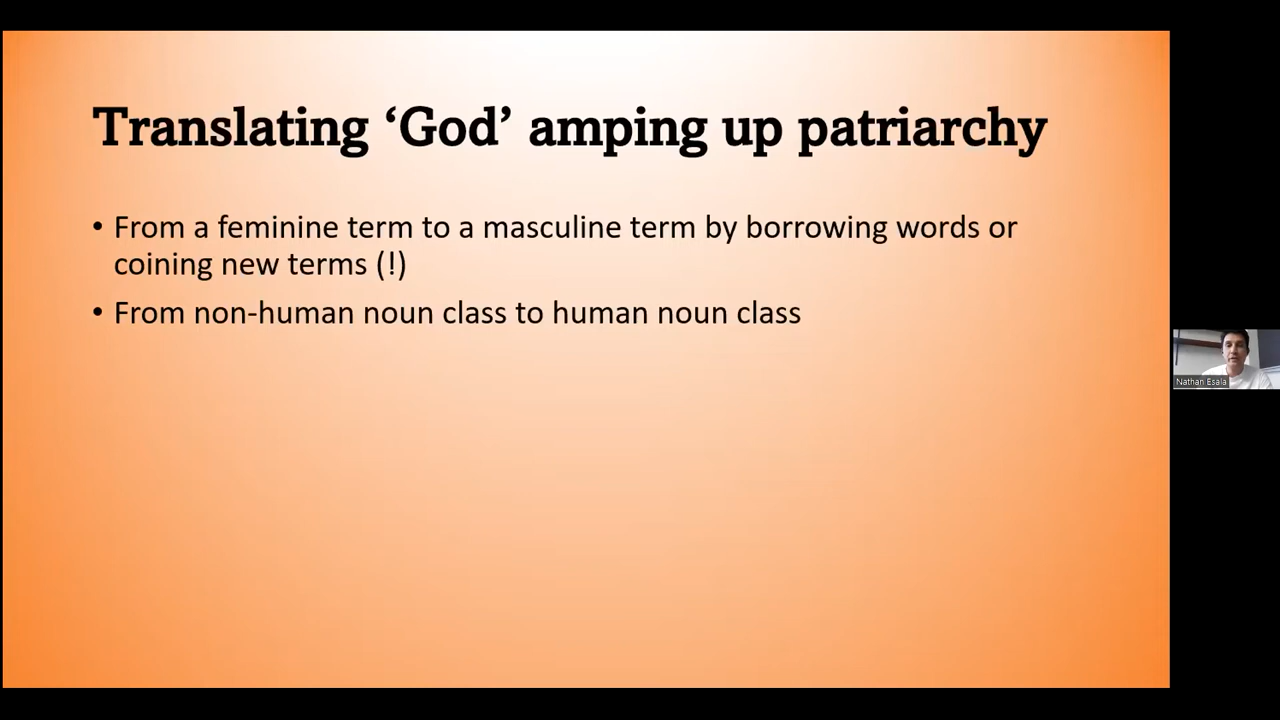 Translating ‘God’ amping up patriarchy
• From a feminine term to a masculine term by borrowing words or
coining new terms (!)
• From non-human noun class to human noun class
Nathan Esala